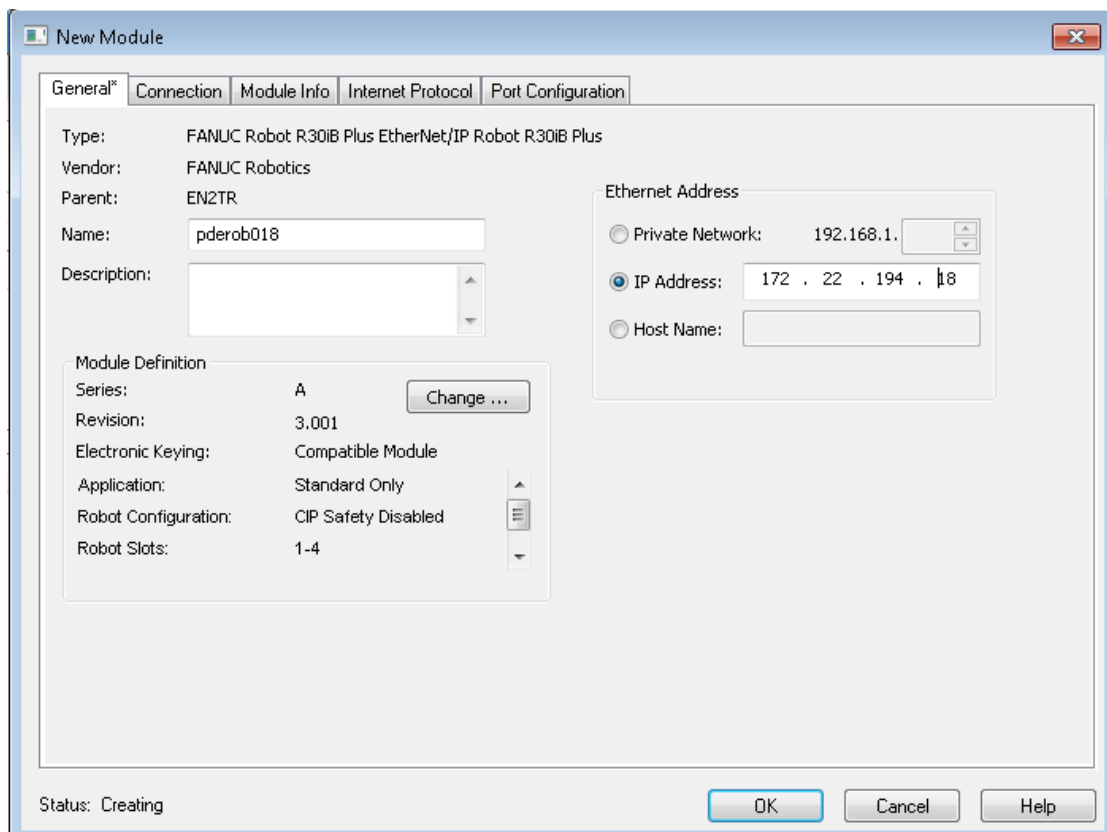 New Module
General* Connection Module Info Internet Protocol Port Configuration
Type: FANUC Robot R30iB Plus EtherNet/IP Robot R30iB Plus
Vendor: FANUC Robotics
Parent: EN2TR
Name: pderob018
Description:
Ethernet Address
Private Network: 192.168.1.
IP Address: 172 . 22 . 194 . 18
Host Name:
Module Definition
Series: A
Change ...
Revision: 3.001
Electronic Keying: Compatible Module
Application: Standard Only
Robot Configuration: CIP Safety Disabled
Robot Slots: 1-4
Status: Creating
OK Cancel Help